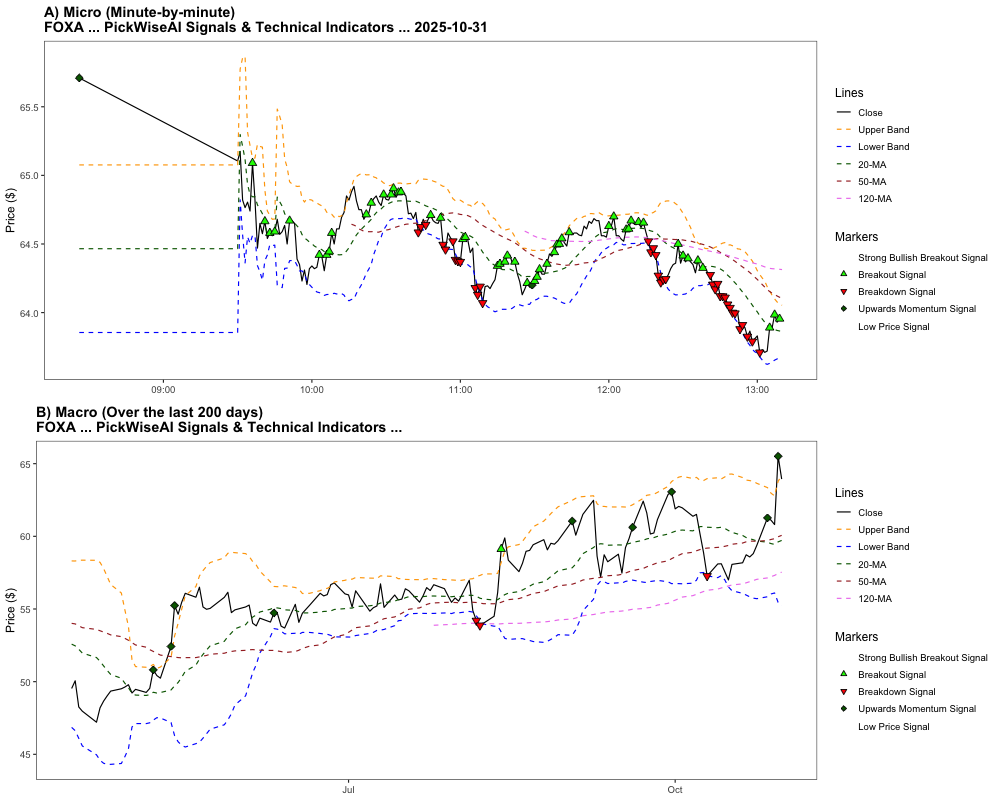 A) Micro (Minute-by-minute)
FOXA ... PickWiseAI Signals & Technical Indicators ... 2025-10-31
Price ($)
65.5
65.0
64.5
64.0
09:00
10:00
11:00
12:00
13:00
Lines
Close
Upper Band
Lower Band
20-MA
50-MA
120-MA
Markers
Strong Bullish Breakout Signal
Breakout Signal
Breakdown Signal
Upwards Momentum Signal
Low Price Signal
B) Macro (Over the last 200 days)
FOXA ... PickWiseAI Signals & Technical Indicators ...
Price ($)
65
60
55
50
45
Jul
Oct
Lines
Close
Upper Band
Lower Band
20-MA
50-MA
120-MA
Markers
Strong Bullish Breakout Signal
Breakout Signal
Breakdown Signal
Upwards Momentum Signal
Low Price Signal